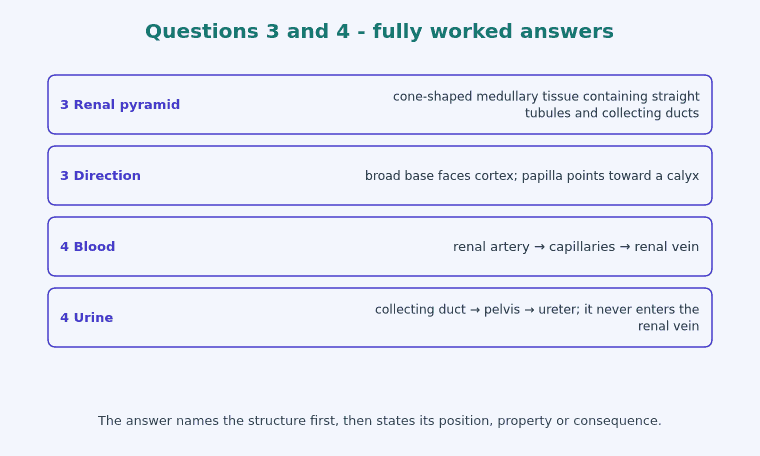 Questions 3 and 4 - fully worked answers
3 Renal pyramid
cone-shaped medullary tissue containing straight
tubules and collecting ducts
3 Direction
broad base faces cortex; papilla points toward a calyx
4 Blood
renal artery → capillaries → renal vein
4 Urine
collecting duct → pelvis → ureter; it never enters the
renal vein
The answer names the structure first, then states its position, property or consequence.